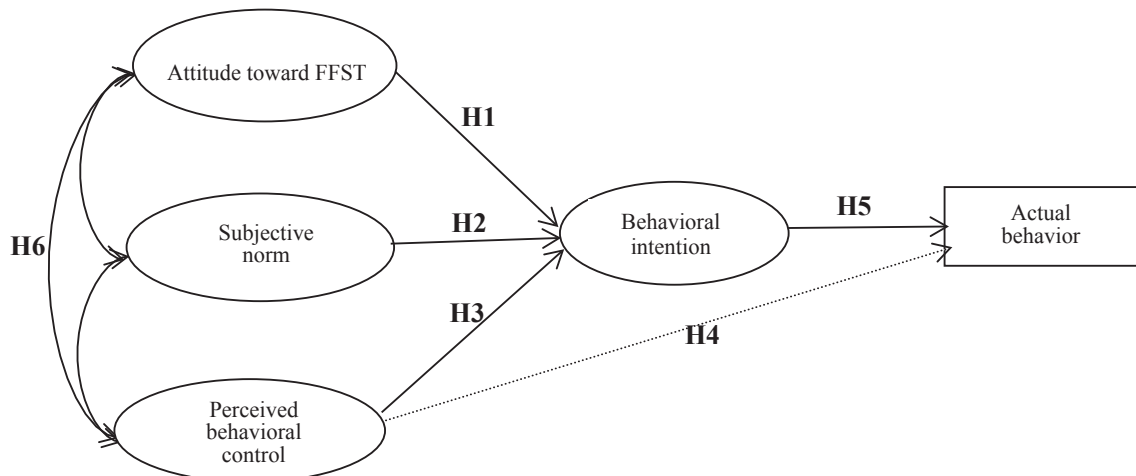 Attitude toward FFST
H1
Subjective
norm
H2
Behavioral
intention
H5
Actual
behavior
H6
H3
H4
Perceived
behavioral
control